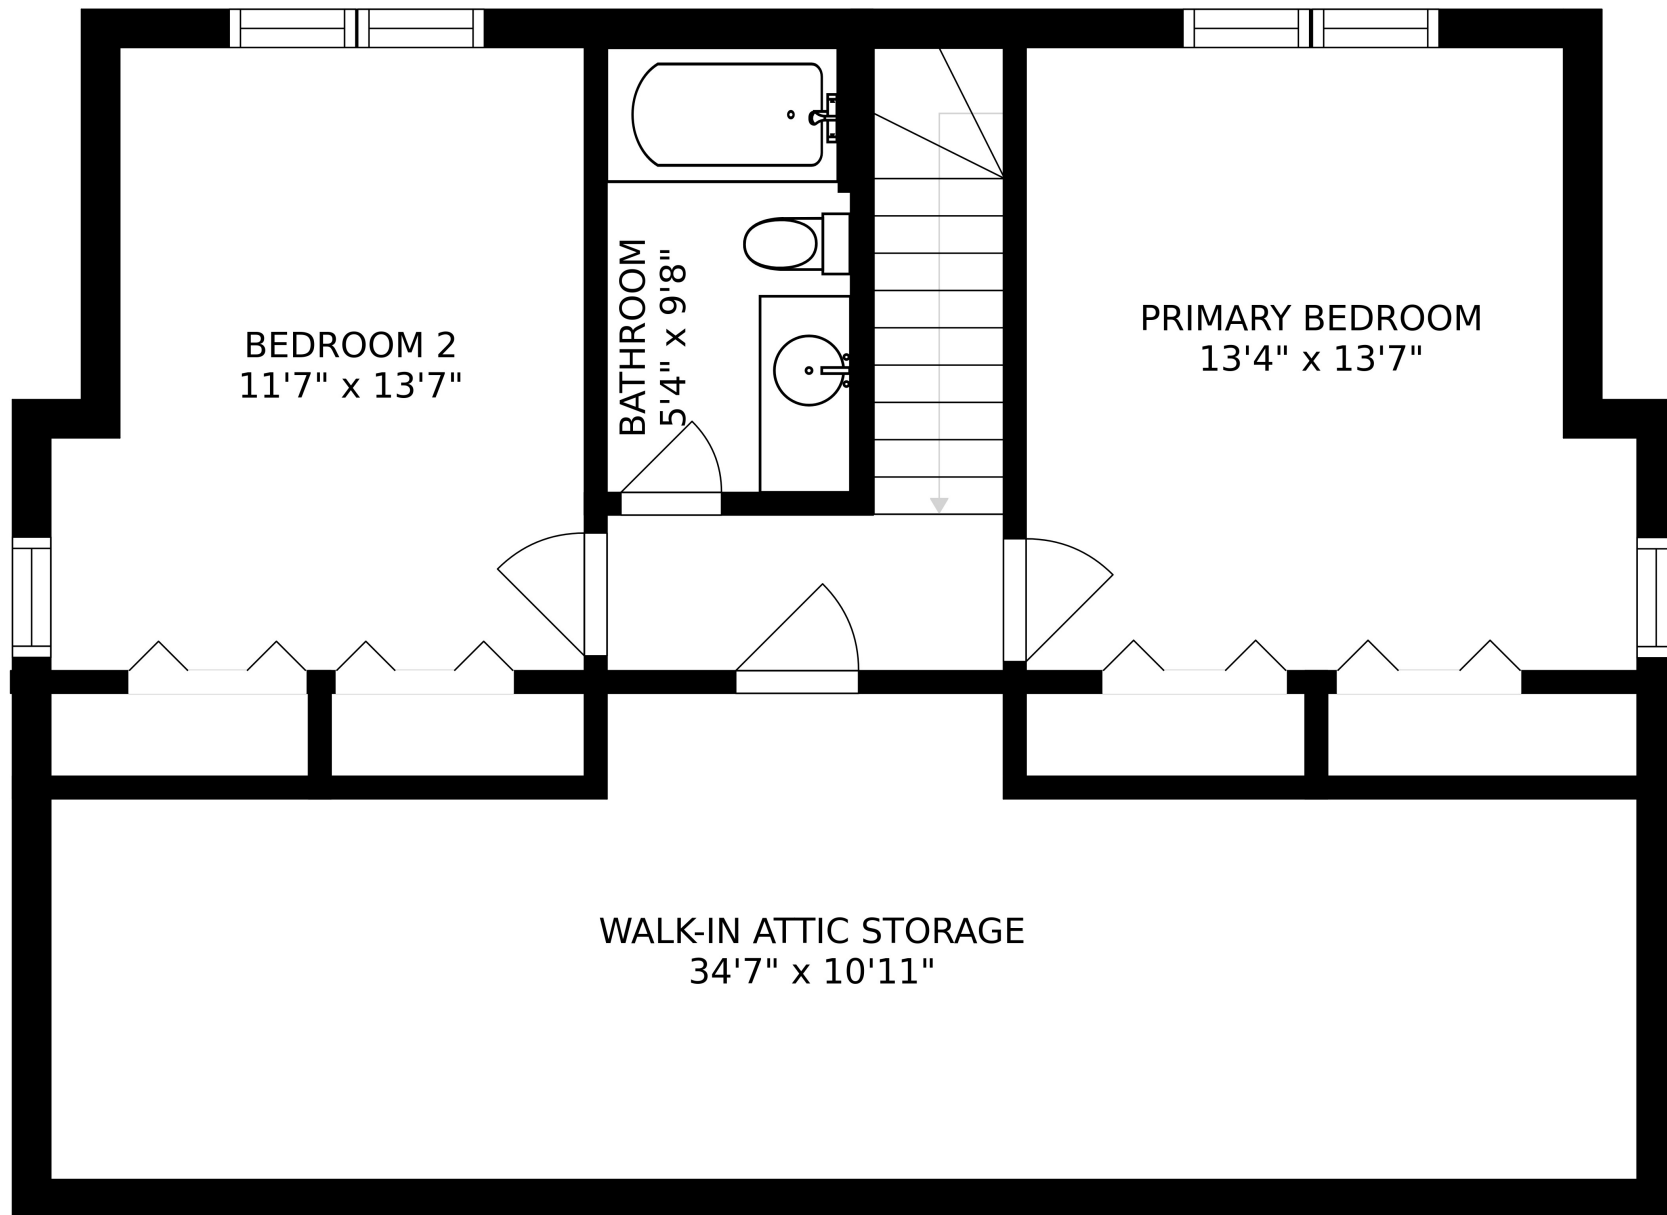 BEDROOM 2
11'7" x 13'7"
BATHROOM
5'4" x 9'8"
PRIMARY BEDROOM
13'4" x 13'7"
WALK-IN ATTIC STORAGE
34'7" x 10'11"